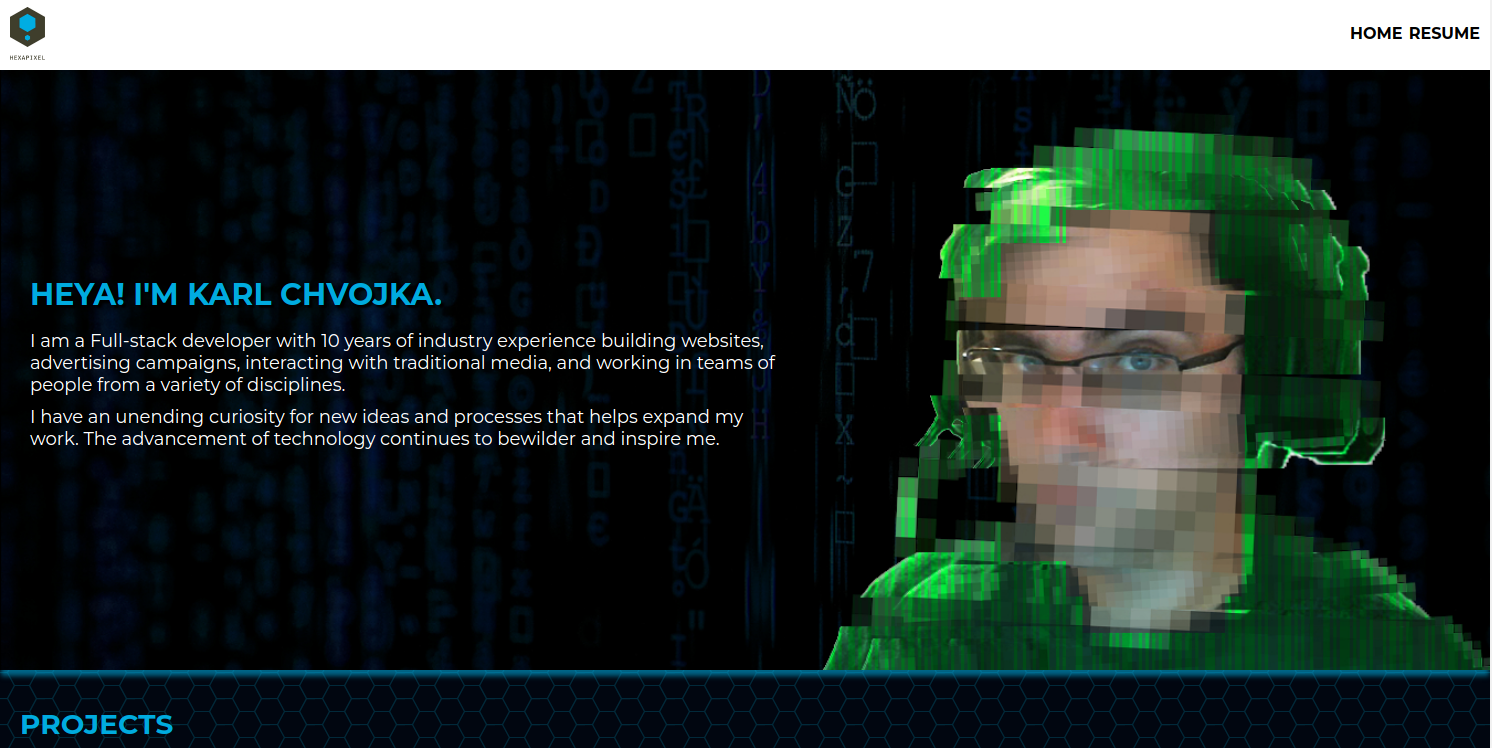 HEXAPIXEL
HOME RESUME
HEYA! I'M KARL CHVOJKA.
I am a Full-stack developer with 10 years of industry experience building websites,
advertising campaigns, interacting with traditional media, and working in teams of
people from a variety of disciplines.
I have an unending curiosity for new ideas and processes that helps expand my
work. The advancement of technology continues to bewilder and inspire me.
PROJECTS